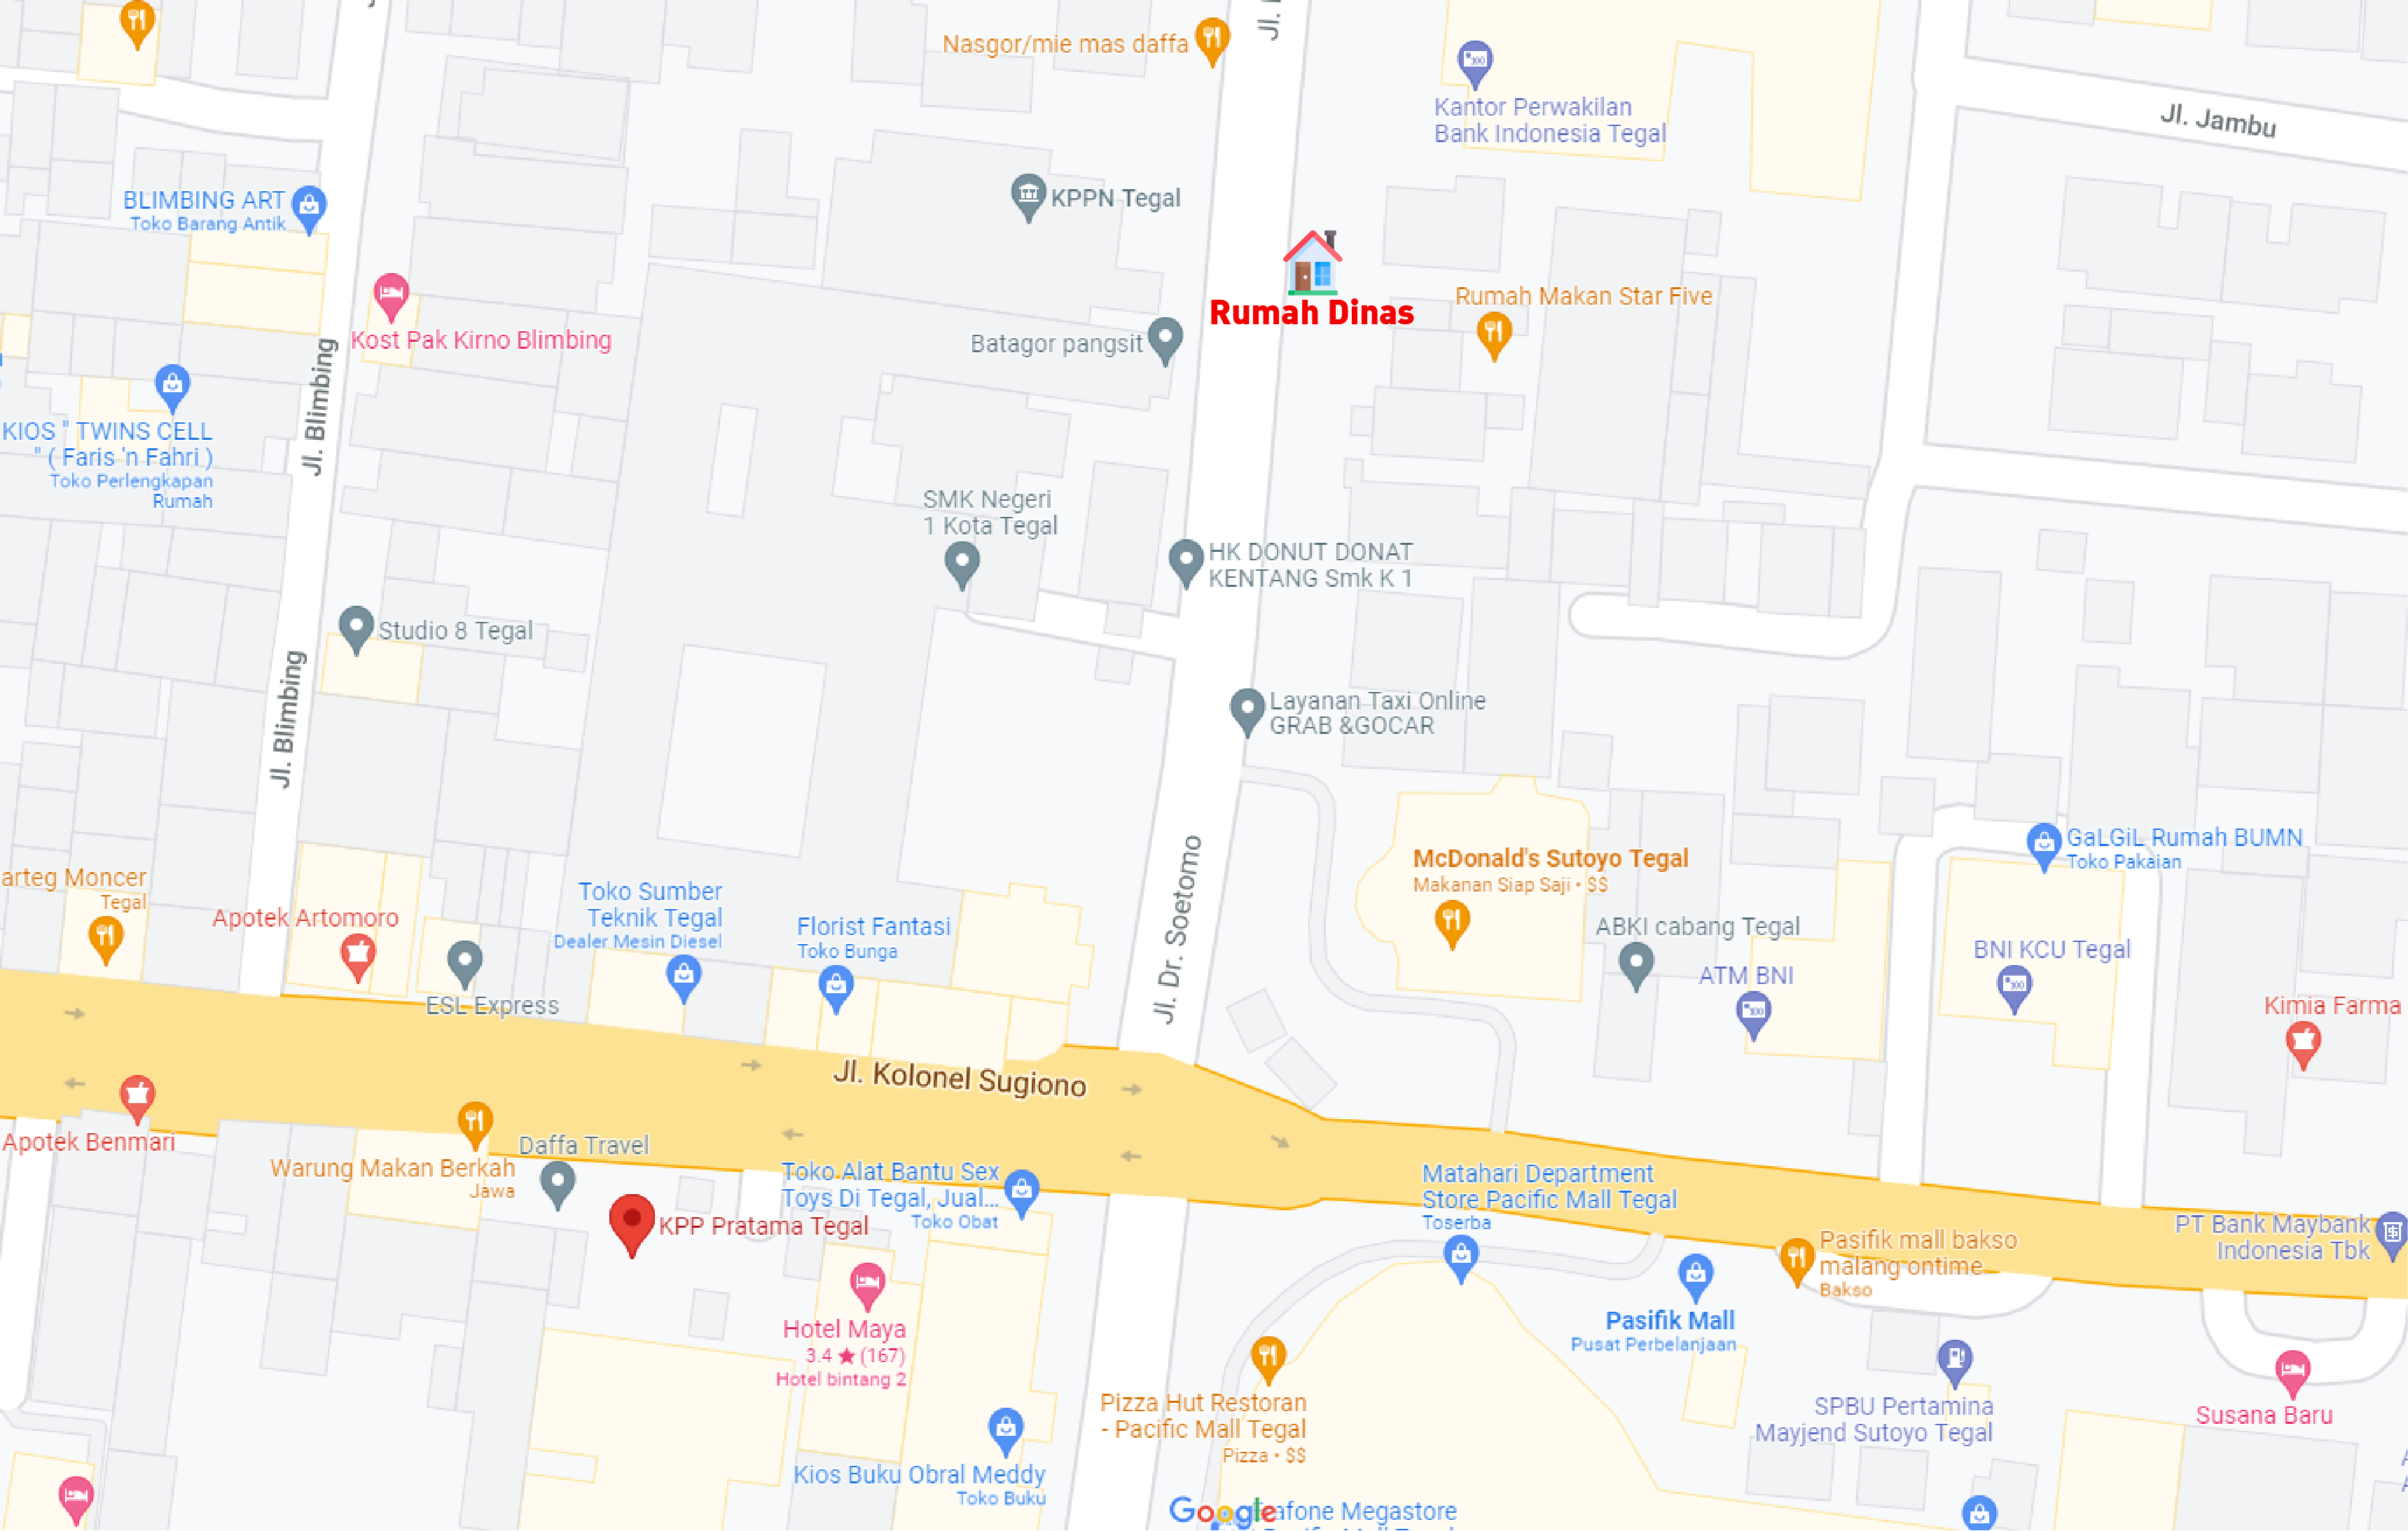 Nasgor/mie mas daffa
Kantor Perwakilan
Bank Indonesia Tegal
Jl. Jambu
BLIMBING ART
Toko Barang Antik
KPPN Tegal
Rumah Dinas
Rumah Makan Star Five
Kost Pak Kirno Blimbing
Batagor pangsit
Jl. Blimbing
KIOS " TWINS CELL
" ( Faris 'n Fahri )
Toko Perlengkapan
Rumah
SMK Negeri
1 Kota Tegal
HK DONUT DONAT
KENTANG Smk K 1
Studio 8 Tegal
Jl. Blimbing
Layanan Taxi Online
GRAB &GOCAR
Jl. Dr. Soetomo
McDonald's Sutoyo Tegal
Makanan Siap Saji • $$
GaLGiL Rumah BUMN
Toko Pakaian
arteg Moncer
Tegal
Apotek Artomoro
Toko Sumber
Teknik Tegal
Dealer Mesin Diesel
Florist Fantasi
Toko Bunga
ABKI cabang Tegal
ATM BNI
BNI KCU Tegal
Kimia Farma
ESL Express
Jl. Kolonel Sugiono
Apotek Benmari
Warung Makan Berkah
Jawa
Daffa Travel
KPP Pratama Tegal
Toko Alat Bantu Sex
Toys Di Tegal, Jual...
Toko Obat
Matahari Department
Store Pacific Mall Tegal
Toserba
Pasifik mall bakso
malang ontime
Bakso
PT Bank Maybank
Indonesia Tbk
Hotel Maya
3.4 ★ (167)
Hotel bintang 2
Pasifik Mall
Pusat Perbelanjaan
Pizza Hut Restoran
- Pacific Mall Tegal
Pizza • $$
SPBU Pertamina
Mayjend Sutoyo Tegal
Susana Baru
Kios Buku Obral Meddy
Toko Buku
Google
afone Megastore